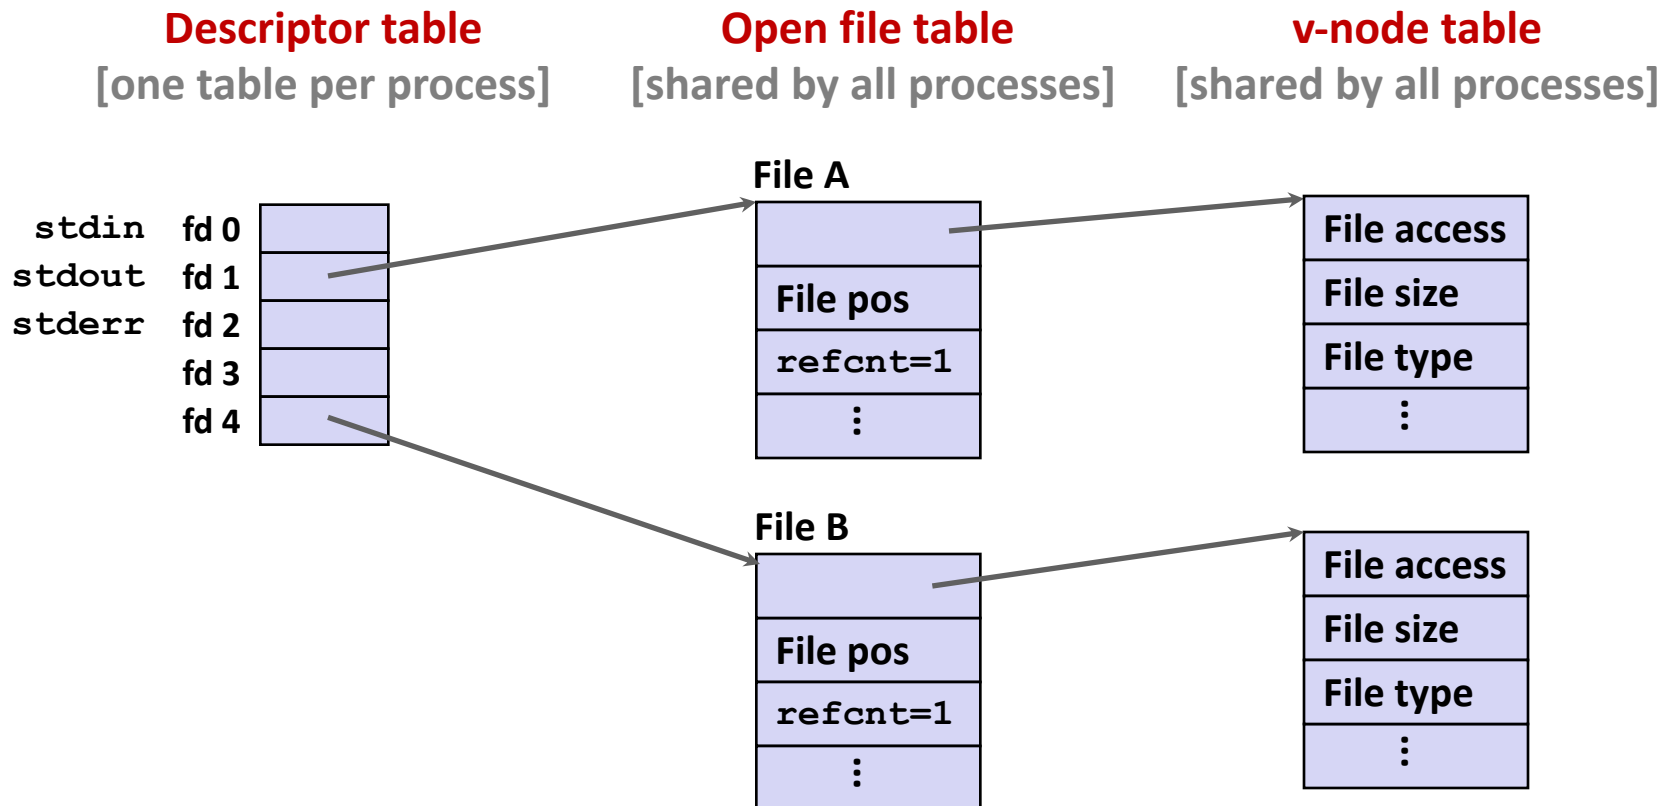 Descriptor table
[one table per process]
Open file table
[shared by all processes]
v-node table
[shared by all processes]
stdin fd 0
stdout fd 1
stderr fd 2
fd 3
fd 4
File A
File pos
refcnt=1
⋮
File access
File size
File type
⋮
File B
File pos
refcnt=1
⋮
File access
File size
File type
⋮